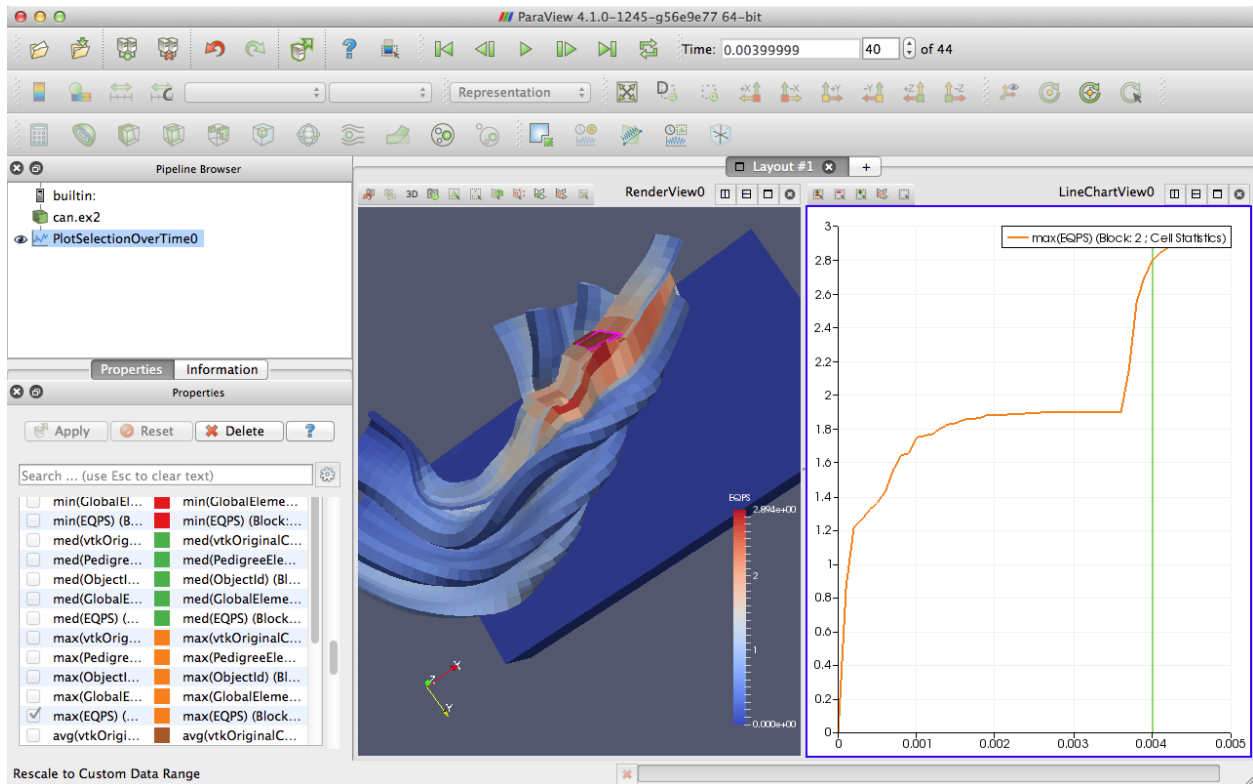 ParaView 4.1.0-1245-g56e9e77 64-bit
? 3D Time: 0.00399999 40 of 44
Representation D +X -X +Y -Y +Z -Z
Layout #1 +
Pipeline Browser
builtin:
can.ex2
PlotSelectionOverTime0
Properties Information
Properties
Apply Reset Delete ?
Search ... (use Esc to clear text)
min(GlobalEl... min(GlobalEleme...
min(EQPS) (B... min(EQPS) (Block:...
med(vtkOrig... med(vtkOriginalC...
med(Pedigre... med(PedigreeEle...
med(ObjectI... med(ObjectId) (Bl...
med(GlobalE... med(GlobalEleme...
med(EQPS) (... med(EQPS) (Block...
max(vtkOrig... max(vtkOriginalC...
max(Pedigre... max(PedigreeEle...
max(ObjectI... max(ObjectId) (Bl...
max(GlobalE... max(GlobalEleme...
max(EQPS) (... max(EQPS) (Block...
avg(vtkOrigi... avg(vtkOriginalC...
Rescale to Custom Data Range
3D RenderView0
EQPS
2.894e+00
2
1
0.000e+00
X
Z
Y
LineChartView0
max(EQPS) (Block: 2 ; Cell Statistics)
3
2.8
2.6
2.4
2.2
2
1.8
1.6
1.4
1.2
1
0.8
0.6
0.4
0.2
0
0 0.001 0.002 0.003 0.004 0.005